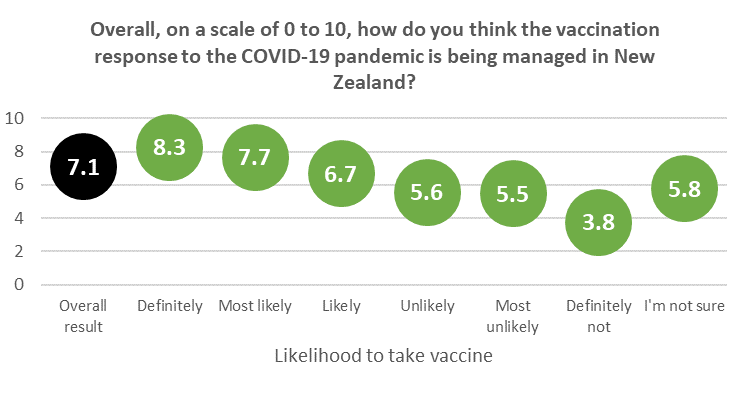 Overall, on a scale of 0 to 10, how do you think the vaccination
response to the COVID-19 pandemic is being managed in New
Zealand?
10
8
6
4
2
0
7.1
8.3
7.7
6.7
5.6
5.5
3.8
5.8
Overall
result
Definitely
Most likely
Likely
Unlikely
Most
unlikely
Definitely
not
I'm not sure
Likelihood to take vaccine